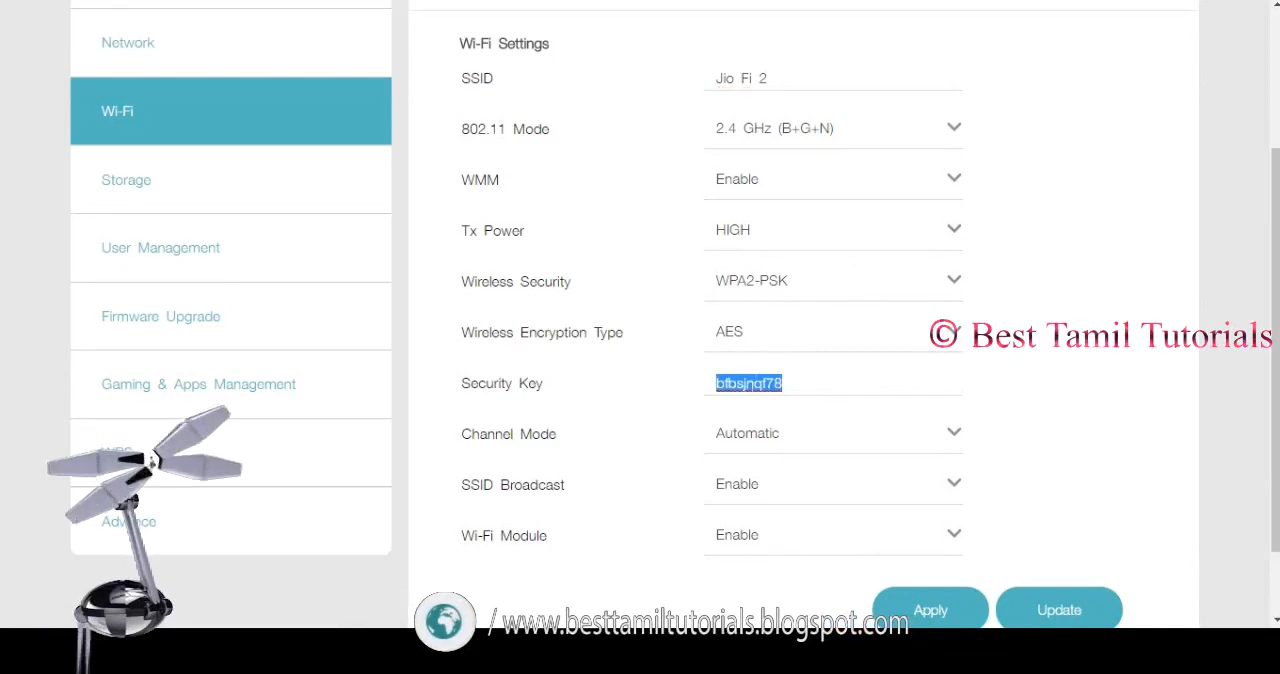 Network
Wi-Fi
Storage
User Management
Firmware Upgrade
Gaming & Apps Management
WPS
Advance
Wi-Fi Settings
SSID Jio Fi 2
802.11 Mode 2.4 GHz (B+G+N)
WMM Enable
Tx Power HIGH
Wireless Security WPA2-PSK
Wireless Encryption Type AES
Security Key bfbsjnqf78
Channel Mode Automatic
SSID Broadcast Enable
Wi-Fi Module Enable
Apply Update
© Best Tamil Tutorials
/ www.besttamiltutorials.blogspot.com